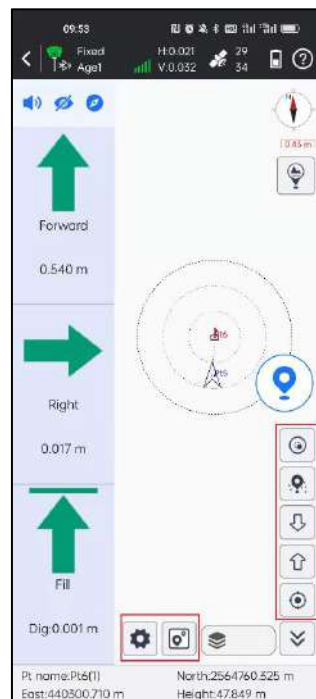 09:53
Fixed
Age1
H:0.021
V:0.032
29
34
N
0.43 m
Forward
0.540 m
Pt6
Pt5
Right
0.017 m
Fill
Dig:0.001 m
Pt name:Pt6(1)
North:2564760.325 m
East:440300.710 m
Height:47.849 m